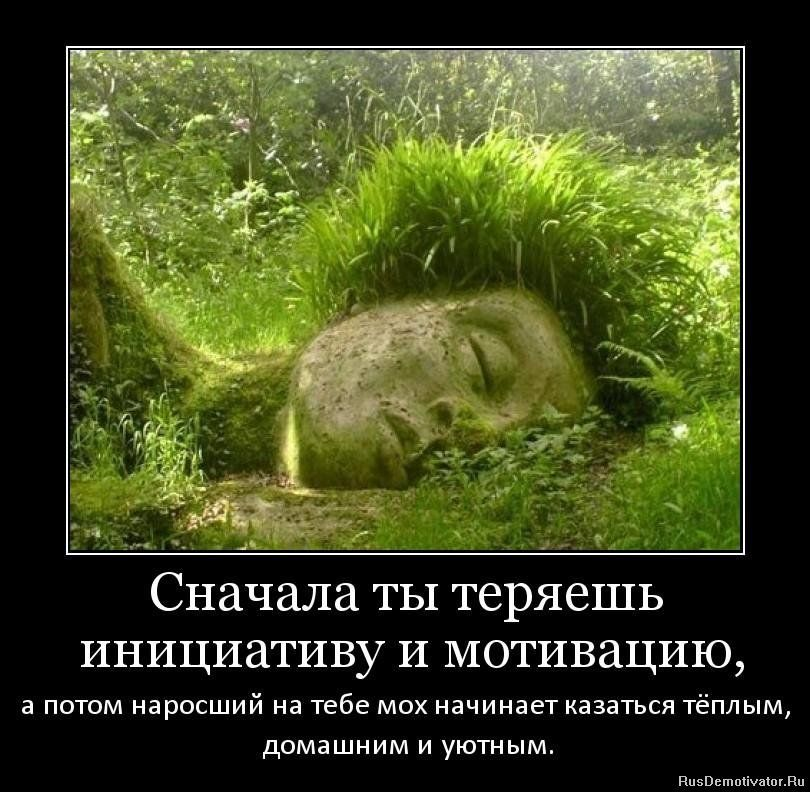 Сначала ты теряешь
инициативу и мотивацию,
а потом наросший на тебе мох начинает казаться тёплым,
домашним и уютным.
RusDemotivator.Ru